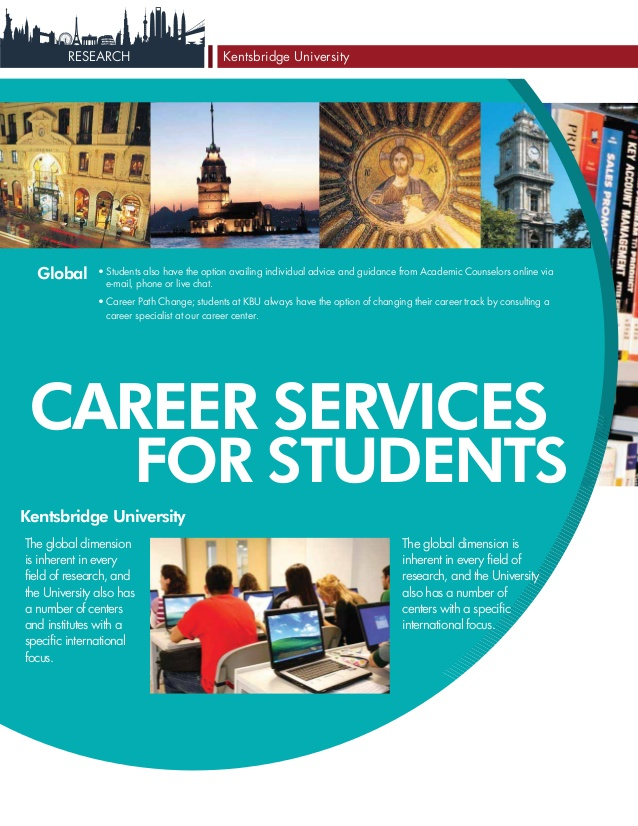 RESEARCH
Kentsbridge University
KEY ACCOUNT MANAGEMENT
Global
• Students also have the option availing individual advice and guidance from Academic Counselors online via
e-mail, phone or live chat.
• Career Path Change; students at KBU always have the option of changing their career track by consulting a
career specialist at our career center.
CAREER SERVICES
FOR STUDENTS
Kentsbridge University
The global dimension
is inherent in every
field of research, and
the University also has
a number of centers
and institutes with a
specific international
focus.
The global dimension is
inherent in every field of
research, and the University
also has a number of
centers with a specific
international focus.